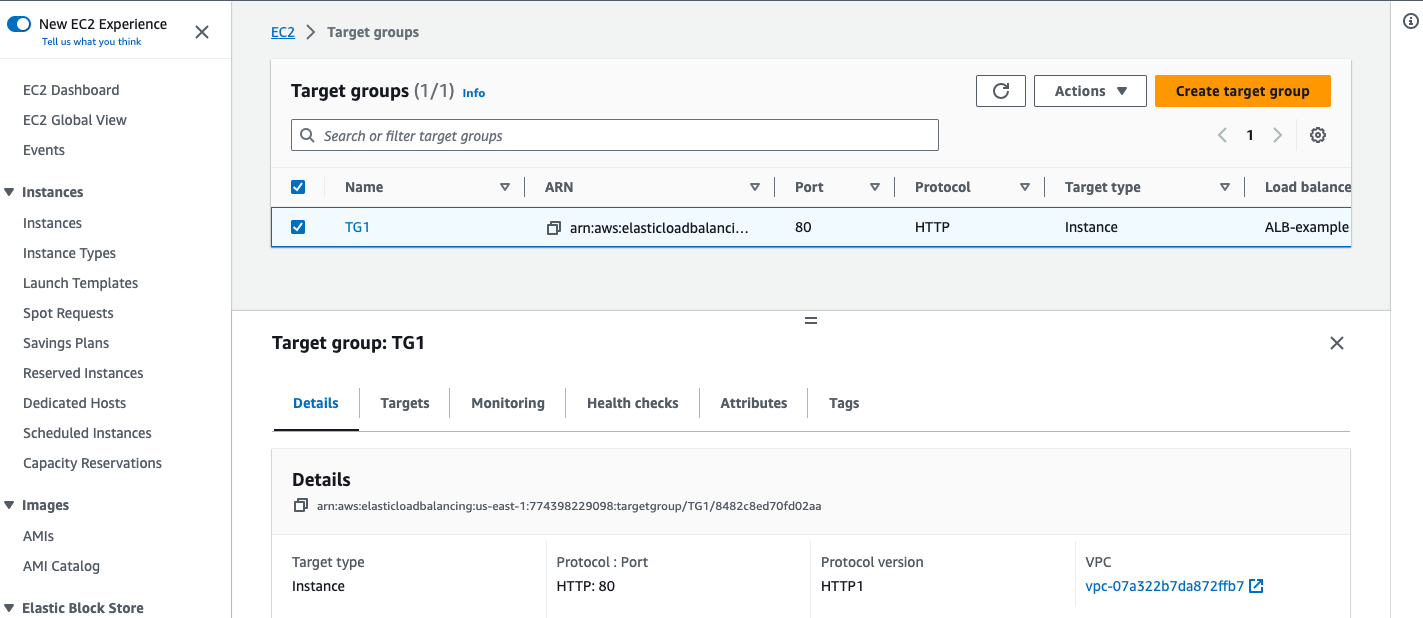 New EC2 Experience
Tell us what you think
EC2 Dashboard
EC2 Global View
Events
Instances
Instances
Instance Types
Launch Templates
Spot Requests
Savings Plans
Reserved Instances
Dedicated Hosts
Scheduled Instances
Capacity Reservations
Images
AMIs
AMI Catalog
Elastic Block Store
EC2 > Target groups
Target groups (1/1) Info
Actions
Create target group
Search or filter target groups
1
Name ARN Port Protocol Target type Load balance
TG1 arn:aws:elasticloadbalanci... 80 HTTP Instance ALB-example
Target group: TG1
Details Targets Monitoring Health checks Attributes Tags
Details
arn:aws:elasticloadbalancing:us-east-1:774398229098:targetgroup/TG1/8482c8ed70fd02aa
Target type Protocol : Port Protocol version VPC
Instance HTTP: 80 HTTP1 vpc-07a322b7da872ffb7